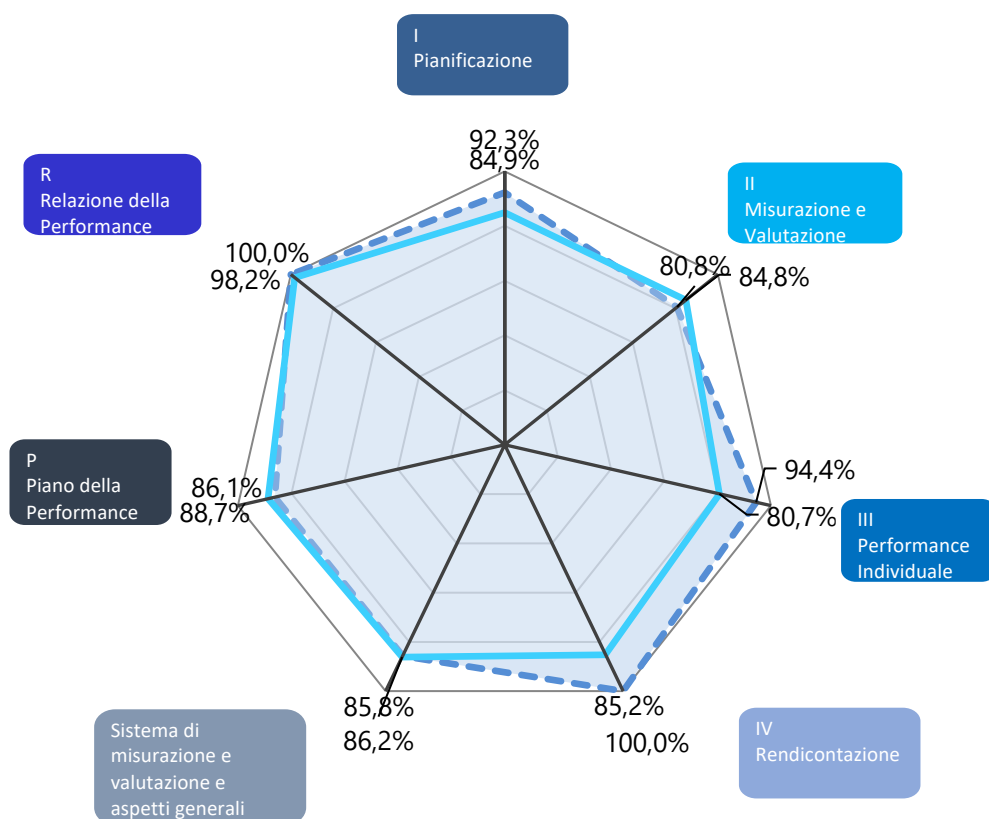 I
Pianificazione
92,3%
84,9%
R
Relazione della
Performance
II
Misurazione e
Valutazione
100,0%
98,2%
80,8%
84,8%
P
Piano della
Performance
86,1%
88,7%
94,4%
80,7%
III
Performance
Individuale
Sistema di
misurazione e
valutazione e
aspetti generali
85,8%
86,2%
85,2%
100,0%
IV
Rendicontazione